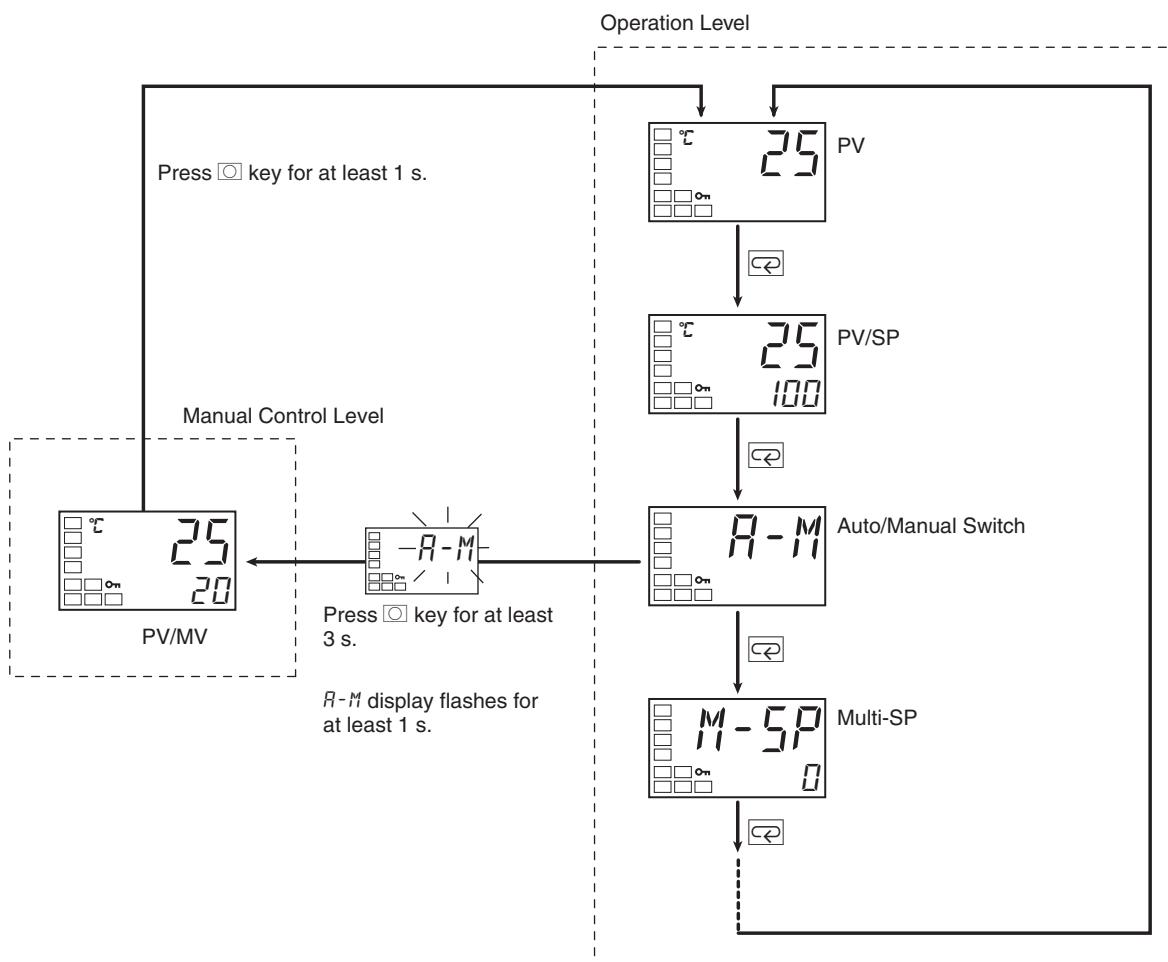 Operation Level
Press key for at least 1 s.
°C 25
PV
°C 25
100
PV/SP
Manual Control Level
°C 25
20
PV/MV
A-M
Press key for at least
3 s.
A-M display flashes for
at least 1 s.
A-M
Auto/Manual Switch
M-SP
0
Multi-SP